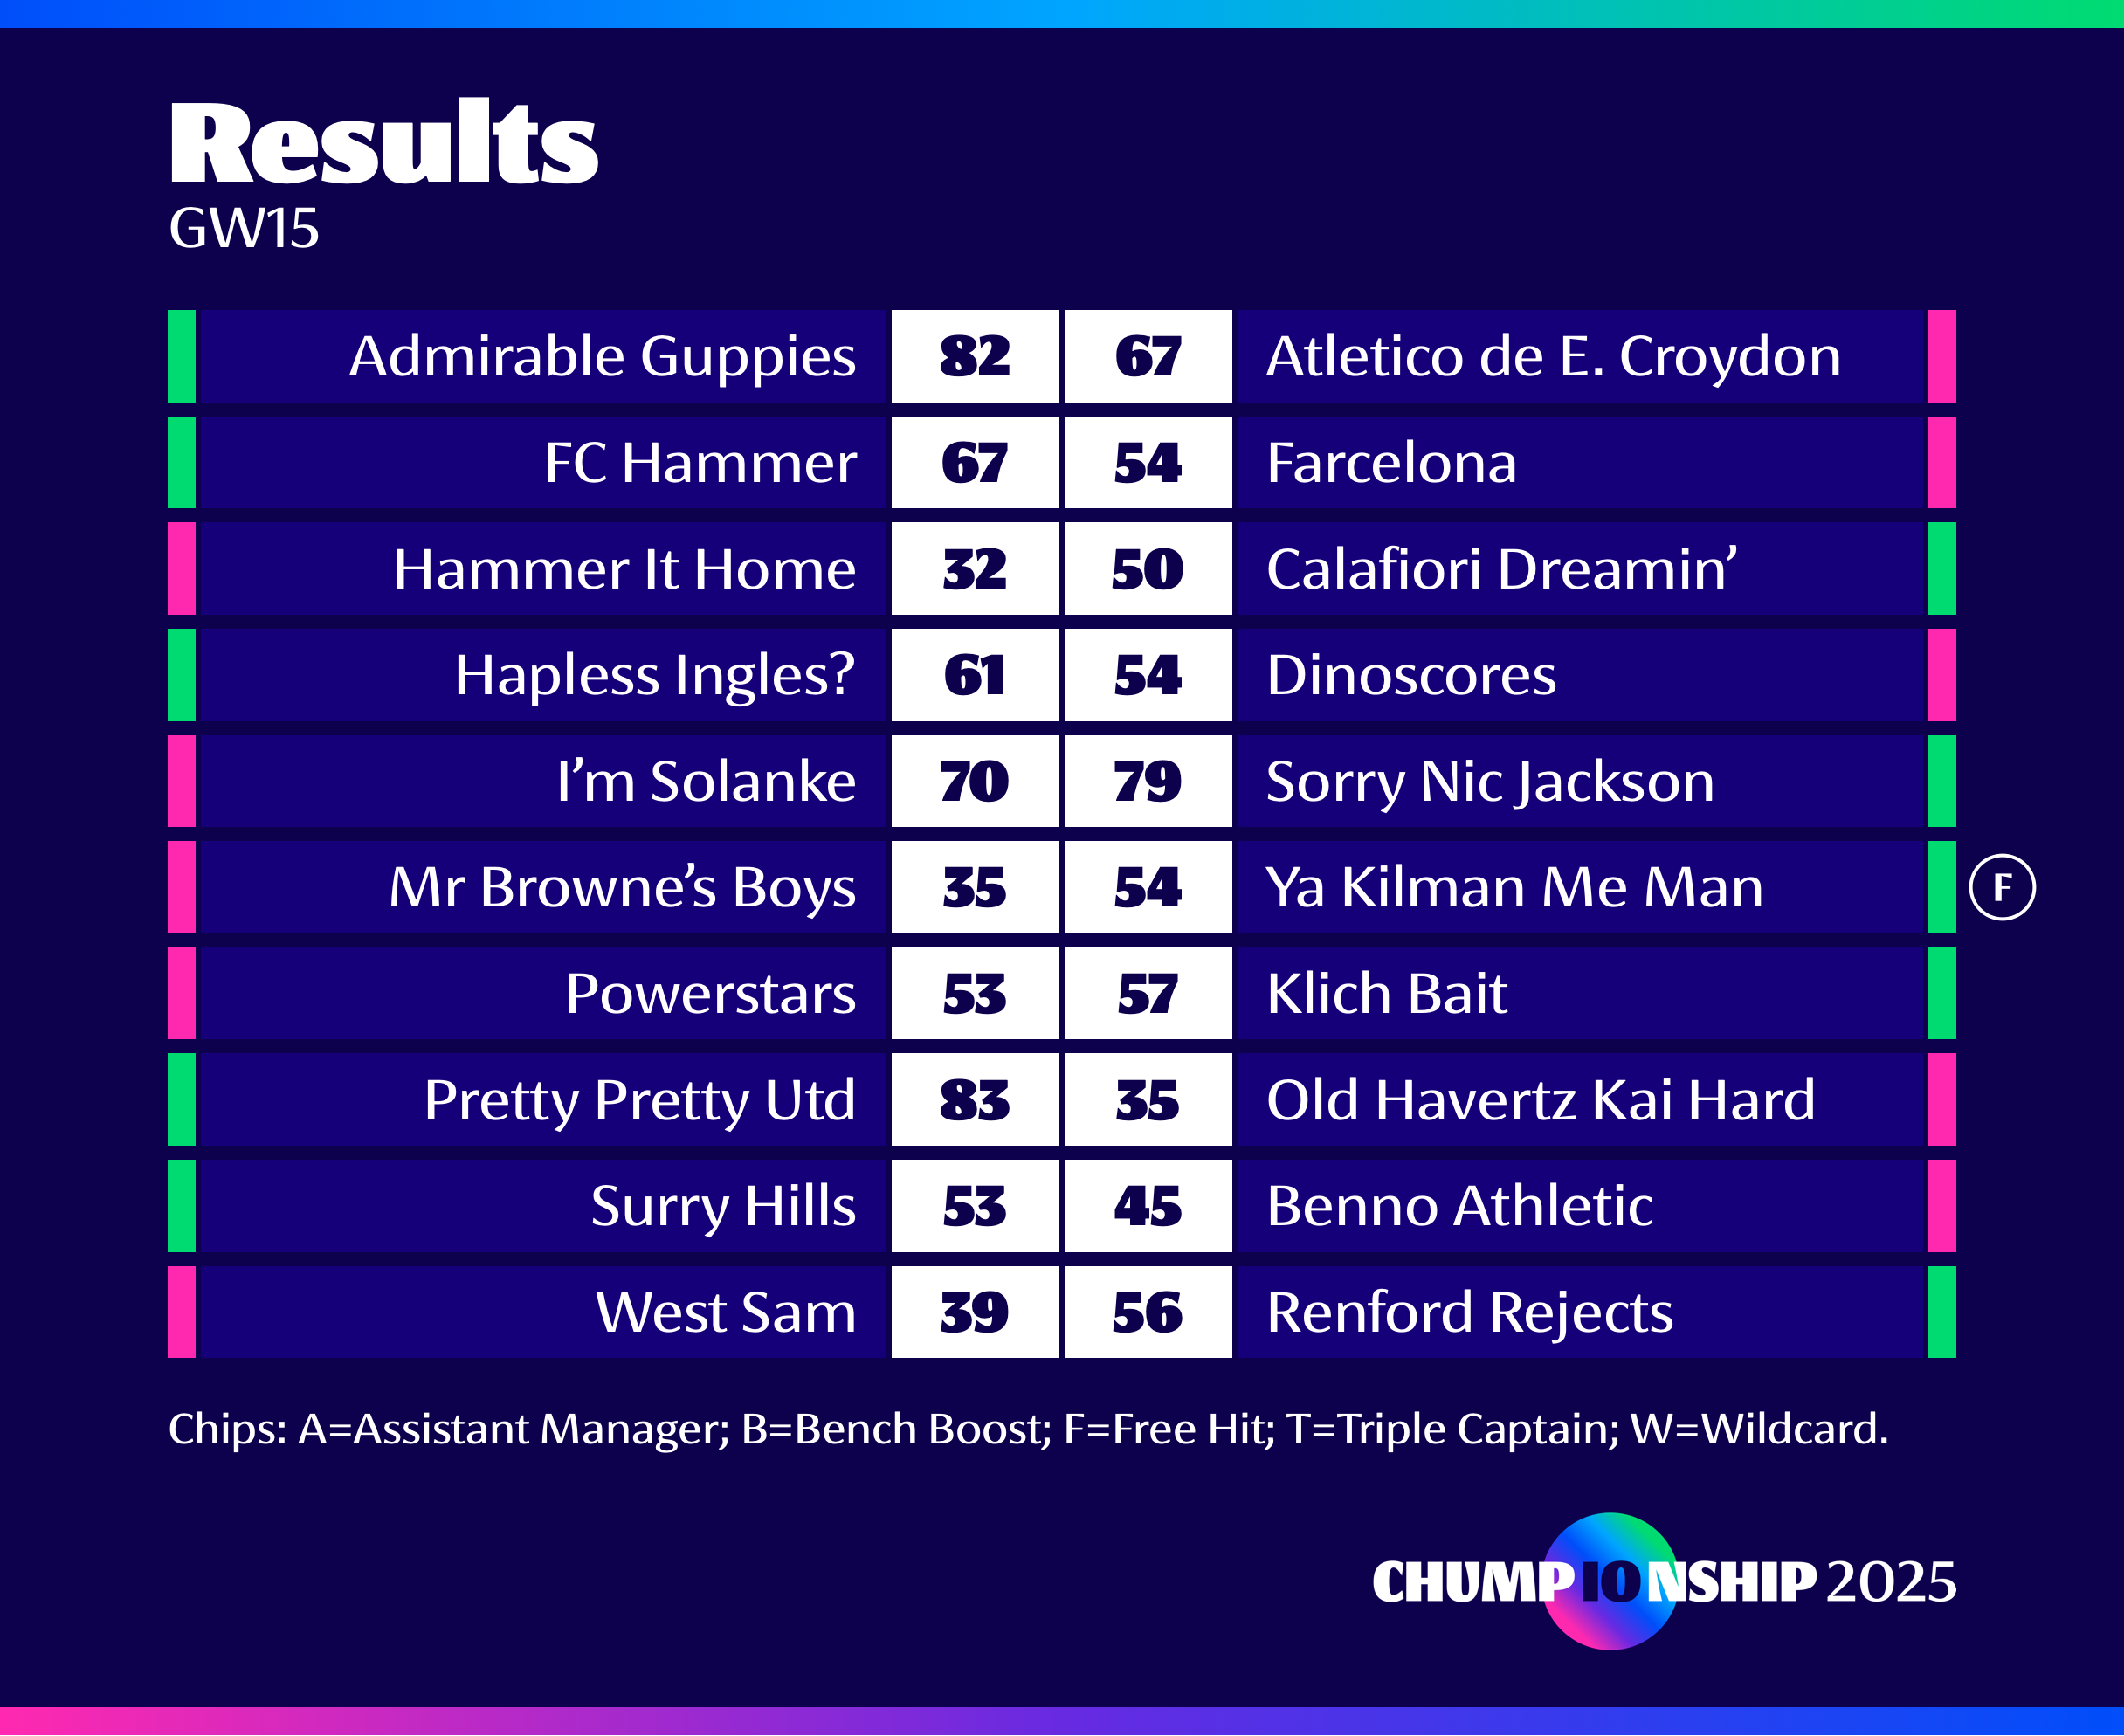 Results
GW15
Admirable Guppies 82 67 Atletico de E. Croydon
FC Hammer 67 54 Farcelona
Hammer It Home 32 50 Calafiori Dreamin’
Hapless Ingles? 61 54 Dinoscores
I’m Solanke 70 79 Sorry Nic Jackson
Mr Browne’s Boys 35 54 Ya Kilman Me Man F
Powerstars 53 57 Klich Bait
Pretty Pretty Utd 83 35 Old Havertz Kai Hard
Surry Hills 53 45 Benno Athletic
West Sam 39 56 Renford Rejects
Chips: A=Assistant Manager; B=Bench Boost; F=Free Hit; T=Triple Captain; W=Wildcard.
CHUMPIONSHIP 2025